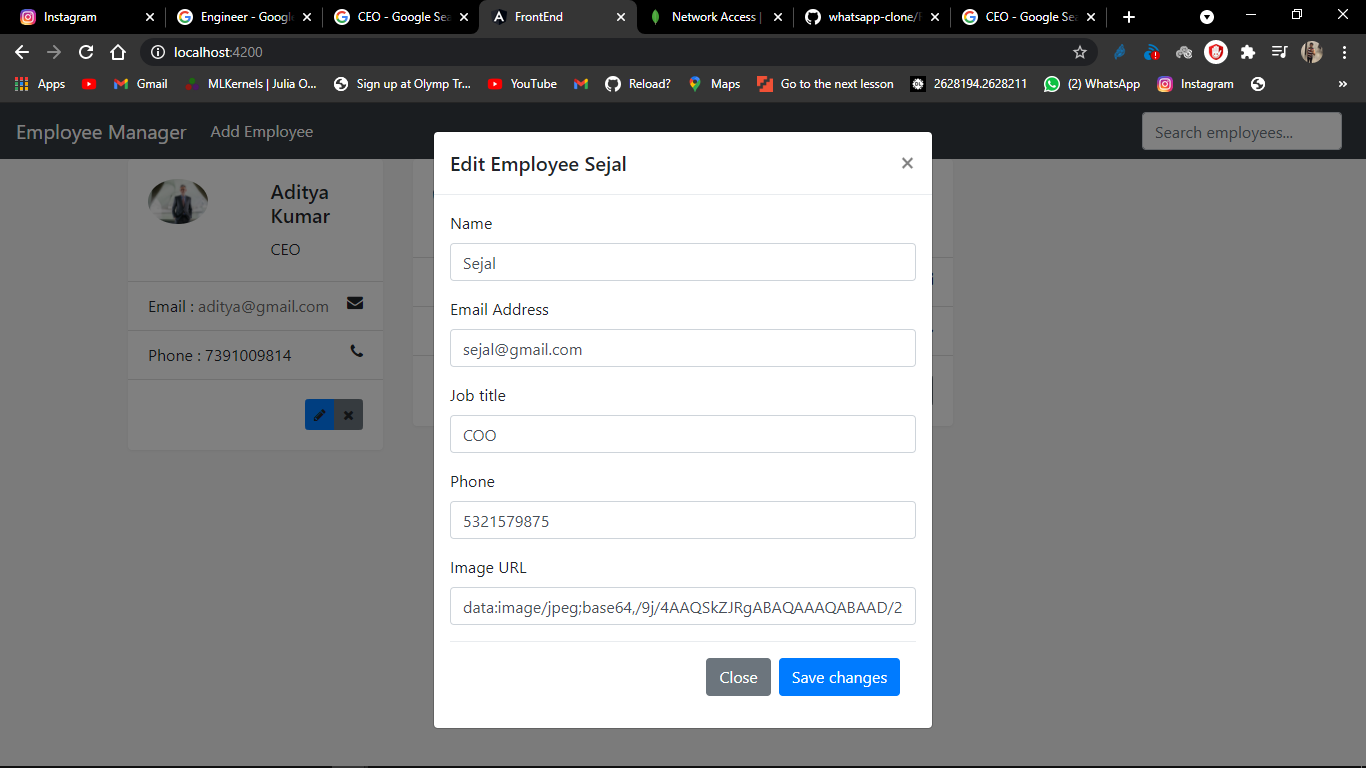 Instagram
Engineer - Googl
CEO - Google Sea
FrontEnd
Network Access |
whatsapp-clone/F
CEO - Google Sea
localhost:4200
Apps
Gmail
MLKernels | Julia O...
Sign up at Olymp Tr...
YouTube
Reload?
Maps
Go to the next lesson
2628194.2628211
(2) WhatsApp
Instagram
»
Employee Manager
Add Employee
Search employees...
Aditya
Kumar
CEO
Email : aditya@gmail.com
Phone : 7391009814
Edit Employee Sejal
×
Name
Sejal
Email Address
sejal@gmail.com
Job title
COO
Phone
5321579875
Image URL
data:image/jpeg;base64,/9j/4AAQSkZJRgABAQAAAQABAAD/2
Close
Save changes